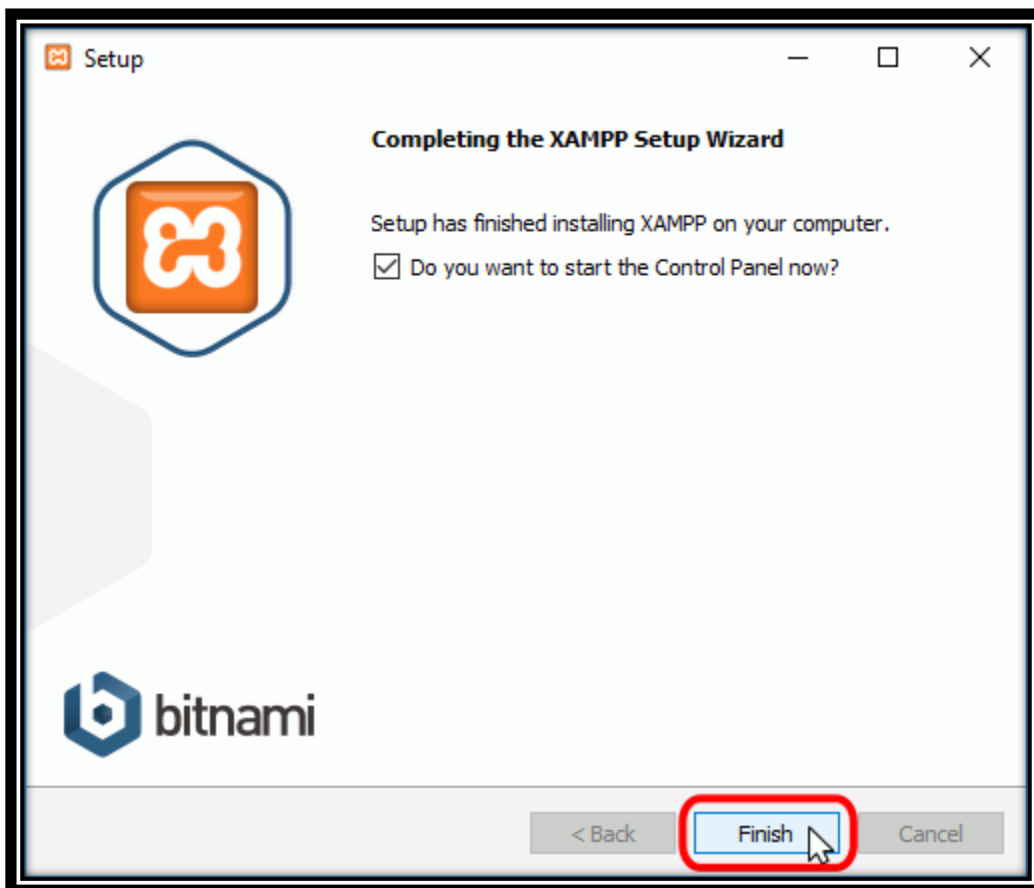 Setup
Completing the XAMPP Setup Wizard
Setup has finished installing XAMPP on your computer.
Do you want to start the Control Panel now?
bitnami
< Back
Finish
Cancel